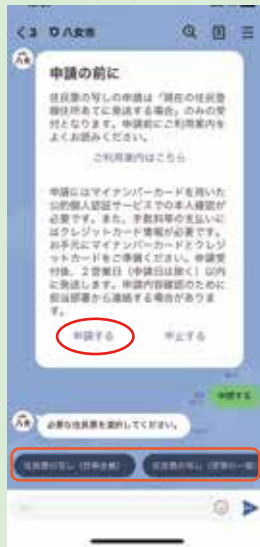 3 八女市
申請の前に
住民票の写しの申請は「現在の住民登
録住所あてに発送する場合」のみの受
付となります。申請前にご利用案内を
よくお読みください。
ご利用案内はこちら
申請にはマイナンバーカードを用いた
公的個人認証サービスでの本人確認が
必要です。また、手数料等の支払いに
はクレジットカード情報が必要です。
お手元にマイナンバーカードとクレジ
ットカードをご準備ください。申請受
付後、2営業日(申請日は除く)以内
に発送します。申請内容確認のために
担当部署から連絡する場合がありま
す。
申請する 中止する
申請する
必要な住民票を選択してください。
住民票の写し(世帯全員) 住民票の写し(世帯の一部